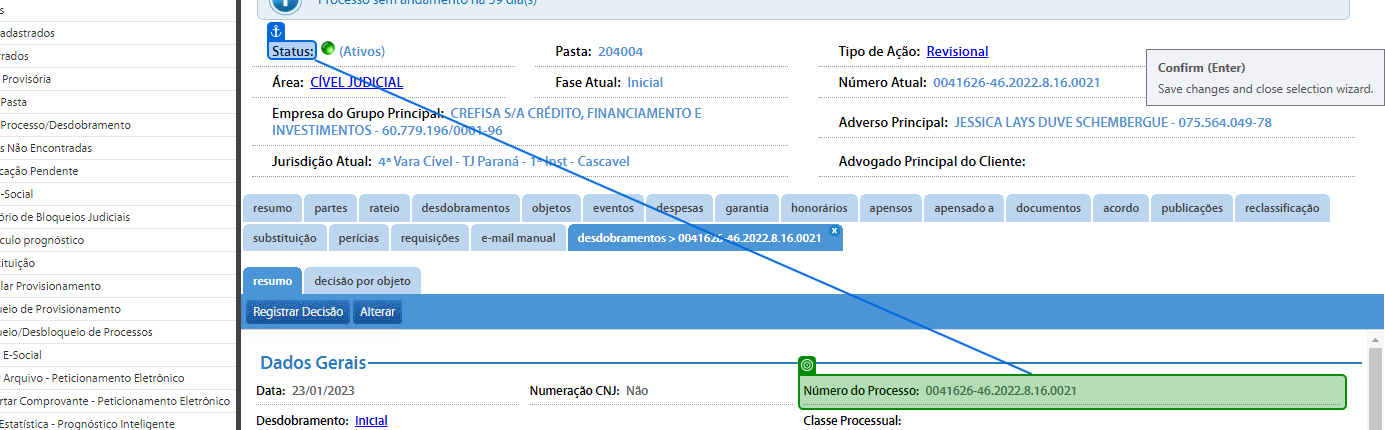 Processo sem andamento há 39 dia(s)
Status: (Ativos)
Pasta: 204004
Tipo de Ação: Revisional
Área: CÍVEL JUDICIAL
Fase Atual: Inicial
Número Atual: 0041626-46.2022.8.16.0021
Confirm (Enter)
Save changes and close selection wizard.
Empresa do Grupo Principal: CREFISA S/A CRÉDITO, FINANCIAMENTO E
INVESTIMENTOS - 60.779.196/0001-96
Adverso Principal: JESSICA LAYS DUVE SCHEMBERGUE - 075.564.049-78
Jurisdição Atual: 4ª Vara Cível - TJ Paraná - 1ª Inst - Cascavel
Advogado Principal do Cliente:
resumo partes rateio desdobramentos objetos eventos despesas garantia honorários apensos apensado a documentos acordo publicações reclassificação
substituição perícias requisições e-mail manual desdobramentos > 0041626-46.2022.8.16.0021 x
resumo decisão por objeto
Registrar Decisão Alterar
Dados Gerais
Data: 23/01/2023
Numeração CNJ: Não
Número do Processo: 0041626-46.2022.8.16.0021
Desdobramento: Inicial
Classe Processual:
s
adastrados
rrados
Provisória
Pasta
Processo/Desdobramento
s Não Encontradas
cação Pendente
-Social
ório de Bloqueios Judiciais
culo prognóstico
tituição
lar Provisionamento
ueio de Provisionamento
ueio/Desbloqueio de Processos
E-Social
Arquivo - Peticionamento Eletrônico
rtar Comprovante - Peticionamento Eletrônico
Estatística - Prognóstico Inteligente